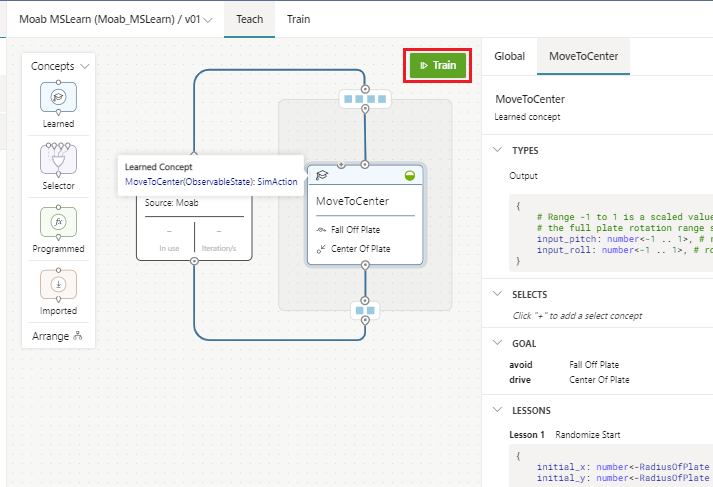 Moab MSLearn (Moab_MSLearn) / v01
Teach
Train
Concepts
Learned
Selector
Programmed
fx
Imported
Arrange
Train
Learned Concept
MoveToCenter(ObservableState): SimAction
Source: Moab
–
–
In use
Iteration/s
MoveToCenter
Fall Off Plate
Center Of Plate
Global
MoveToCenter
MoveToCenter
Learned concept
TYPES
Output
{
# Range -1 to 1 is a scaled value
# the full plate rotation range s
input_pitch: number<-1 .. 1>, # r
input_roll: number<-1 .. 1>, # ro
}
SELECTS
Click "+" to add a select concept
GOAL
avoid Fall Off Plate
drive Center Of Plate
LESSONS
Lesson 1 Randomize Start
{
initial_x: number<-RadiusOfPlate
initial_y: number<-RadiusOfPlate